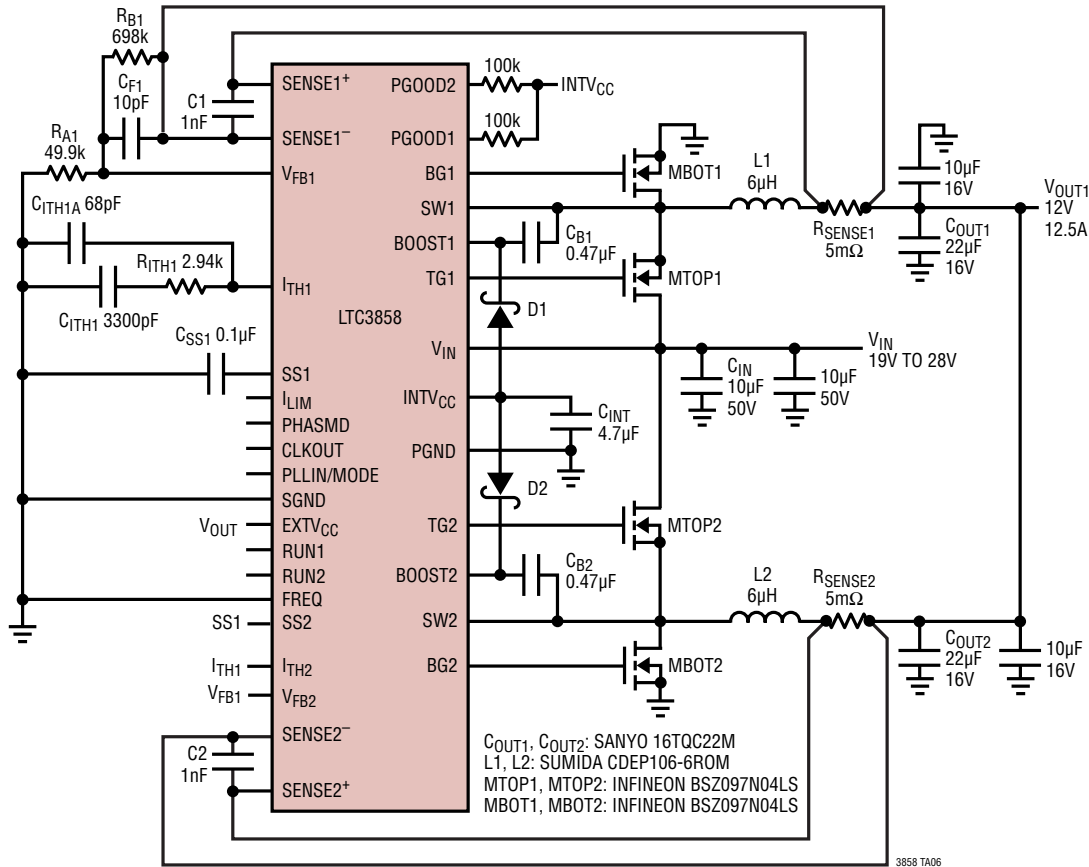 RB1
698k
CF1
10pF
C1
1nF
RA1
49.9k
CITH1A 68pF
RITH1 2.94k
CITH1 3300pF
CSS1 0.1µF
VOUT
SS1
ITH1
VFB1
C2
1nF
SENSE1+
SENSE1–
VFB1
ITH1
SS1
ILIM
PHASMD
CLKOUT
PLLIN/MODE
SGND
EXTVCC
RUN1
RUN2
FREQ
SS2
ITH2
VFB2
SENSE2–
SENSE2+
LTC3858
PGOOD2
PGOOD1
BG1
SW1
BOOST1
TG1
VIN
INTVCC
PGND
TG2
BOOST2
SW2
BG2
100k
INTVCC
100k
MBOT1
L1
6µH
CB1
0.47µF
MTOP1
D1
RSENSE1
5mΩ
10µF
16V
COUT1
22µF
16V
VOUT1
12V
12.5A
VIN
19V TO 28V
CIN
10µF
50V
10µF
50V
CINT
4.7µF
D2
MTOP2
CB2
0.47µF
L2
6µH
RSENSE2
5mΩ
MBOT2
COUT2
22µF
16V
10µF
16V
COUT1, COUT2: SANYO 16TQC22M
L1, L2: SUMIDA CDEP106-6ROM
MTOP1, MTOP2: INFINEON BSZ097N04LS
MBOT1, MBOT2: INFINEON BSZ097N04LS
3858 TA06